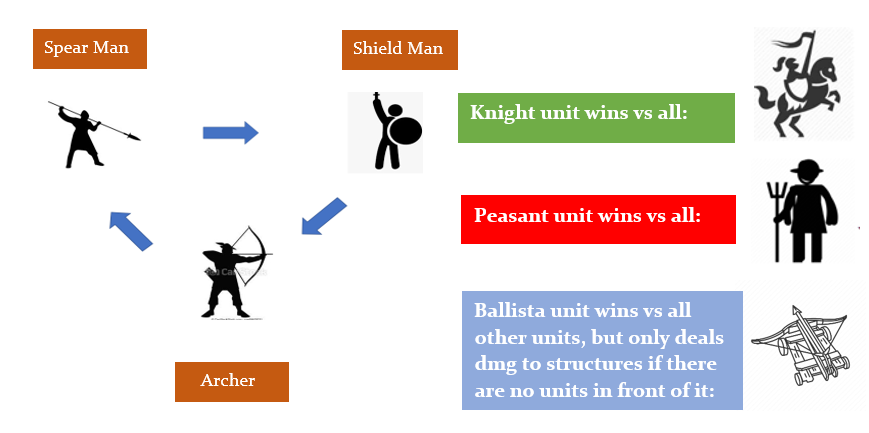 Spear Man
Shield Man
Knight unit wins vs all:
Peasant unit wins vs all:
Ballista unit wins vs all
other units, but only deals
dmg to structures if there
are no units in front of it:
Archer